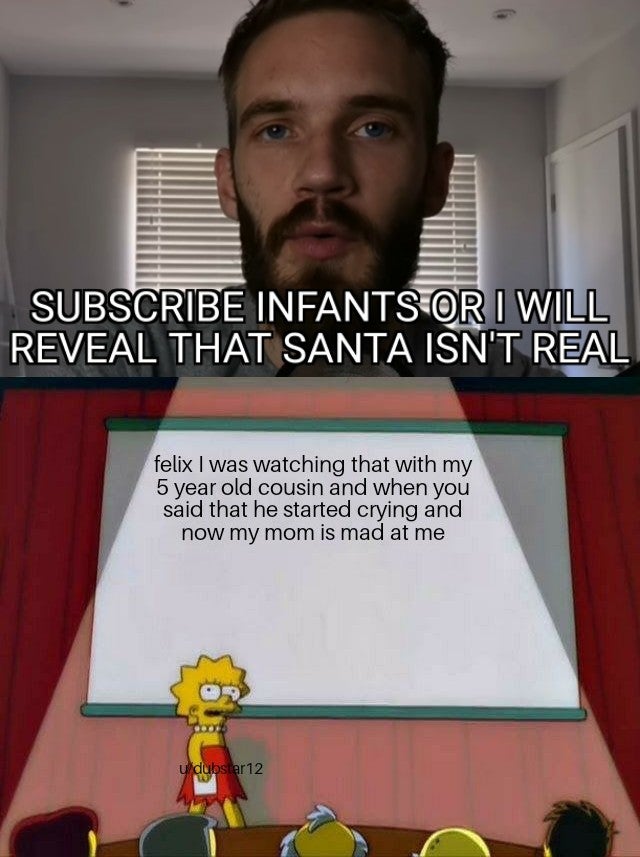 SUBSCRIBE INFANTS OR I WILL
REVEAL THAT SANTA ISN'T REAL
felix I was watching that with my
5 year old cousin and when you
said that he started crying and
now my mom is mad at me
u/dubstar12